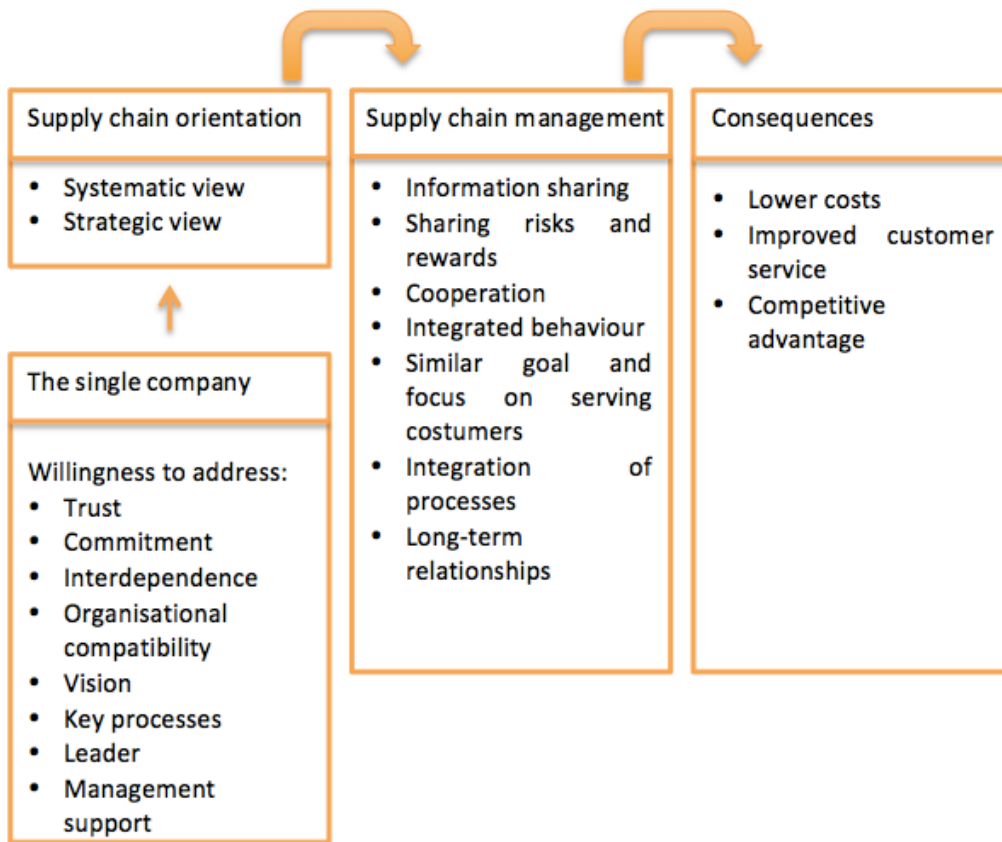 Supply chain orientation
• Systematic view
• Strategic view
The single company
Willingness to address:
• Trust
• Commitment
• Interdependence
• Organisational
compatibility
• Vision
• Key processes
• Leader
• Management
support
Supply chain management
• Information sharing
• Sharing risks and
rewards
• Cooperation
• Integrated behaviour
• Similar goal and
focus on serving
costumers
• Integration of
processes
• Long-term
relationships
Consequences
• Lower costs
• Improved customer
service
• Competitive
advantage